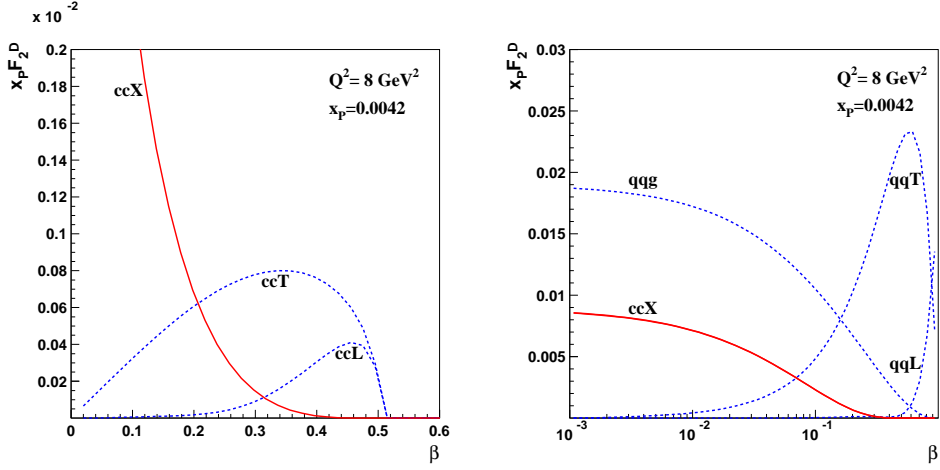 x 10 -2
x_P F_2^D
0.2
0.18
0.16
0.14
0.12
0.1
0.08
0.06
0.04
0.02
0
0.1
0.2
0.3
0.4
0.5
0.6
β
Q^2= 8 GeV^2
x_P=0.0042
ccX
ccT
ccL
x_P F_2^D
0.03
0.025
0.02
0.015
0.01
0.005
10^-3
10^-2
10^-1
β
Q^2= 8 GeV^2
x_P=0.0042
qqg
qqT
ccX
qqL